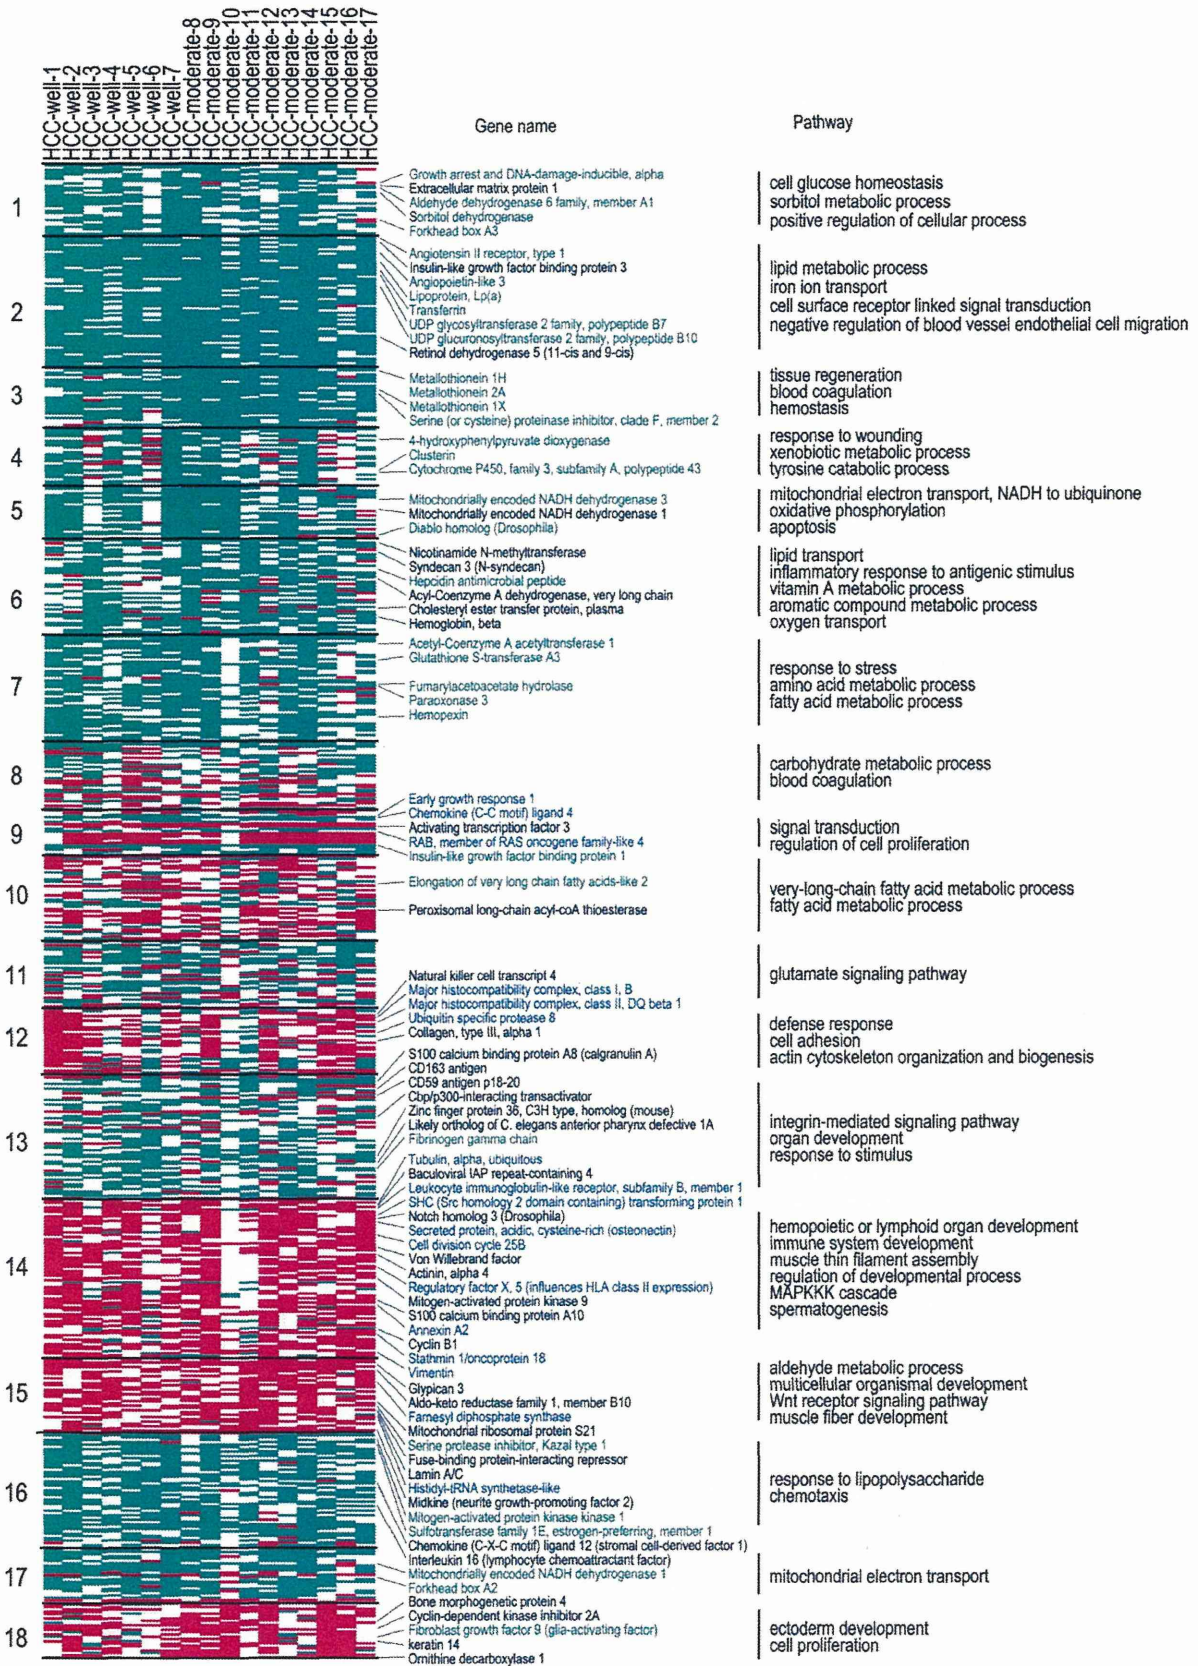 HCC-well-1
HCC-well-2
HCC-well-3
HCC-well-4
HCC-well-5
HCC-well-6
HCC-well-7
HCC-moderate-8
HCC-moderate-9
HCC-moderate-10
HCC-moderate-11
HCC-moderate-12
HCC-moderate-13
HCC-moderate-14
HCC-moderate-15
HCC-moderate-16
HCC-moderate-17
Gene name
Pathway
1
Growth arrest and DNA-damage-inducible, alpha
Extracellular matrix protein 1
Aldehyde dehydrogenase 6 family, member A1
Sorbitol dehydrogenase
Forkhead box A3
cell glucose homeostasis
sorbitol metabolic process
positive regulation of cellular process
2
Angiotensin II receptor, type 1
Insulin-like growth factor binding protein 3
Angiopoietin-like 3
Lipoprotein, Lp(a)
Transferrin
UDP glycosyltransferase 2 family, polypeptide B7
UDP glucuronosyltransferase 2 family, polypeptide B10
Retinol dehydrogenase 5 (11-cis and 9-cis)
lipid metabolic process
iron ion transport
cell surface receptor linked signal transduction
negative regulation of blood vessel endothelial cell migration
3
Metallothionein 1H
Metallothionein 2A
Metallothionein 1X
Serine (or cysteine) proteinase inhibitor, clade F, member 2
tissue regeneration
blood coagulation
hemostasis
4
4-hydroxyphenylpyruvate dioxygenase
Clusterin
Cytochrome P450, family 3, subfamily A, polypeptide 43
response to wounding
xenobiotic metabolic process
tyrosine catabolic process
5
Mitochondrially encoded NADH dehydrogenase 3
Mitochondrially encoded NADH dehydrogenase 1
Diablo homolog (Drosophila)
mitochondrial electron transport, NADH to ubiquinone
oxidative phosphorylation
apoptosis
6
Nicotinamide N-methyltransferase
Syndecan 3 (N-syndecan)
Hepcidin antimicrobial peptide
Acyl-Coenzyme A dehydrogenase, very long chain
Cholesteryl ester transfer protein, plasma
Hemoglobin, beta
lipid transport
inflammatory response to antigenic stimulus
vitamin A metabolic process
aromatic compound metabolic process
oxygen transport
7
Acetyl-Coenzyme A acetyltransferase 1
Glutathione S-transferase A3
Fumarylacetoacetate hydrolase
Paraoxonase 3
Hemopexin
response to stress
amino acid metabolic process
fatty acid metabolic process
8
carbohydrate metabolic process
blood coagulation
9
Early growth response 1
Chemokine (C-C motif) ligand 4
Activating transcription factor 3
RAB, member of RAS oncogene family-like 4
Insulin-like growth factor binding protein 1
signal transduction
regulation of cell proliferation
10
Elongation of very long chain fatty acids-like 2
Peroxisomal long-chain acyl-coA thioesterase
very-long-chain fatty acid metabolic process
fatty acid metabolic process
11
glutamate signaling pathway
12
Natural killer cell transcript 4
Major histocompatibility complex, class I, B
Major histocompatibility complex, class II, DQ beta 1
Ubiquitin specific protease 8
Collagen, type III, alpha 1
defense response
cell adhesion
actin cytoskeleton organization and biogenesis
13
S100 calcium binding protein A8 (calgranulin A)
CD163 antigen
CD59 antigen p18-20
Cbp/p300-interacting transactivator
Zinc finger protein 36, C3H type, homolog (mouse)
Likely ortholog of C. elegans anterior pharynx defective 1A
Fibrinogen gamma chain
integrin-mediated signaling pathway
organ development
response to stimulus
14
Tubulin, alpha, ubiquitous
Baculoviral IAP repeat-containing 4
Leukocyte immunoglobulin-like receptor, subfamily B, member 1
SHC (Src homology 2 domain containing) transforming protein 1
Notch homolog 3 (Drosophila)
Secreted protein, acidic, cysteine-rich (osteonectin)
Cell division cycle 25B
Von Willebrand factor
Actinin, alpha 4
Regulatory factor X, 5 (influences HLA class II expression)
Mitogen-activated protein kinase 9
S100 calcium binding protein A10
Annexin A2
Cyclin B1
Stathmin 1/oncoprotein 18
hemopoietic or lymphoid organ development
immune system development
muscle thin filament assembly
regulation of developmental process
MAPKKK cascade
spermatogenesis
15
Vimentin
Glypican 3
Aldo-keto reductase family 1, member B10
Farnesyl diphosphate synthase
Mitochondrial ribosomal protein S21
Serine protease inhibitor, Kazal type 1
Fuse-binding protein-interacting repressor
Lamin A/C
Histidyl-tRNA synthetase-like
Midkine (neurite growth-promoting factor 2)
Mitogen-activated protein kinase kinase 1
aldehyde metabolic process
multicellular organismal development
Wnt receptor signaling pathway
muscle fiber development
16
Sulfotransferase family 1E, estrogen-preferring, member 1
Chemokine (C-X-C motif) ligand 12 (stromal cell-derived factor 1)
Interleukin 16 (lymphocyte chemoattractant factor)
response to lipopolysaccharide
chemotaxis
17
Mitochondrially encoded NADH dehydrogenase 1
Forkhead box A2
mitochondrial electron transport
18
Bone morphogenetic protein 4
Cyclin-dependent kinase inhibitor 2A
Fibroblast growth factor 9 (glia-activating factor)
keratin 14
Ornithine decarboxylase 1
ectoderm development
cell proliferation